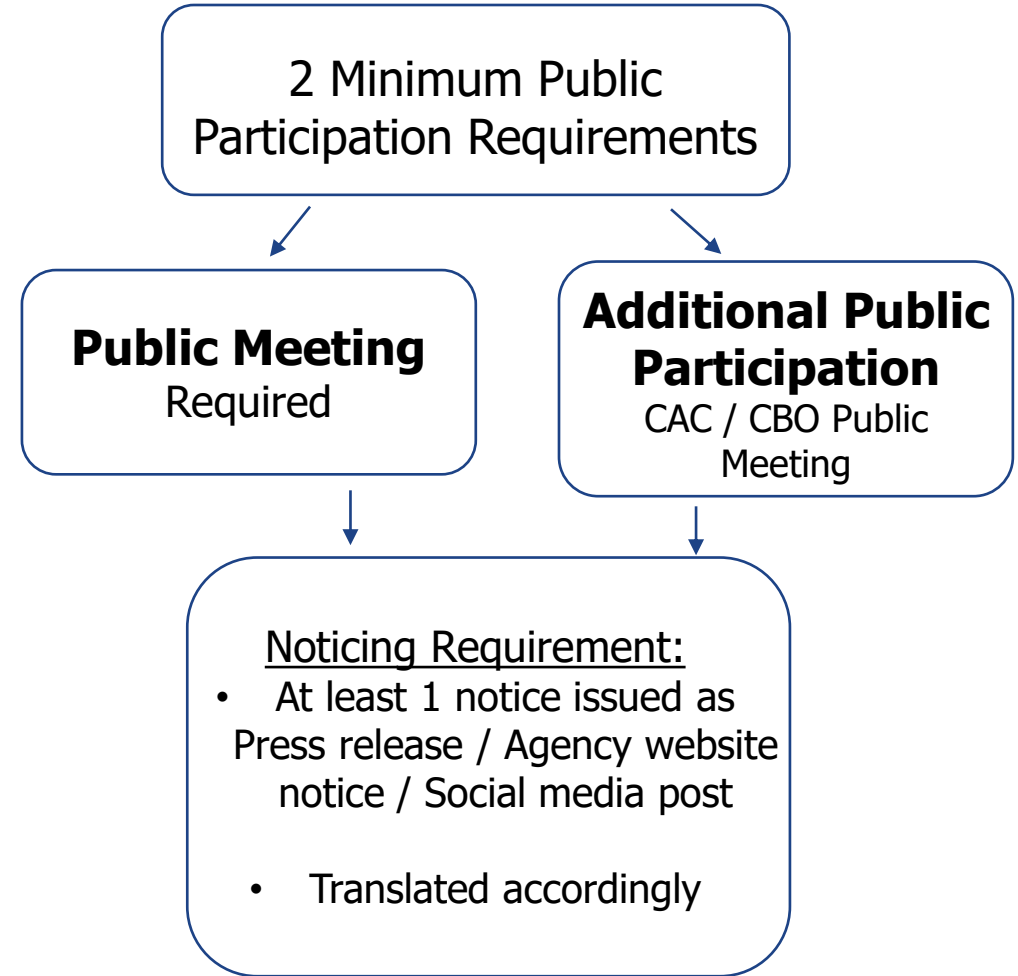 2 Minimum Public
Participation Requirements
Public Meeting
Required
Additional Public
Participation
CAC / CBO Public
Meeting
Noticing Requirement:
• At least 1 notice issued as
Press release / Agency website
notice / Social media post
• Translated accordingly